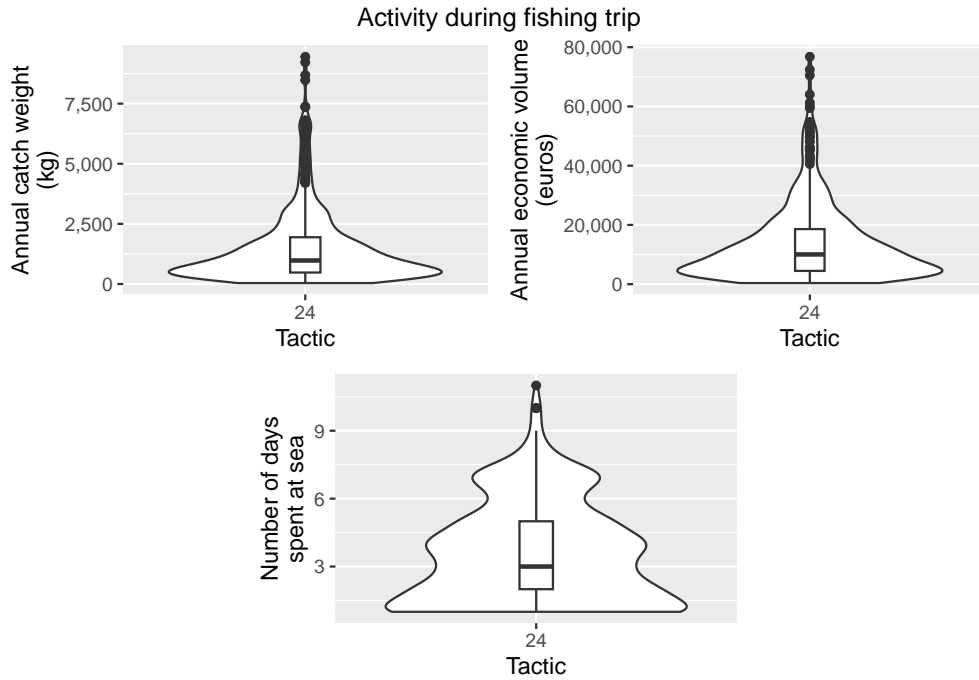 Activity during fishing trip
Annual catch weight
(kg)
7,500
5,000
2,500
0
24
Tactic
Annual economic volume
(euros)
80,000
60,000
40,000
20,000
0
24
Tactic
Number of days
spent at sea
9
6
3
24
Tactic